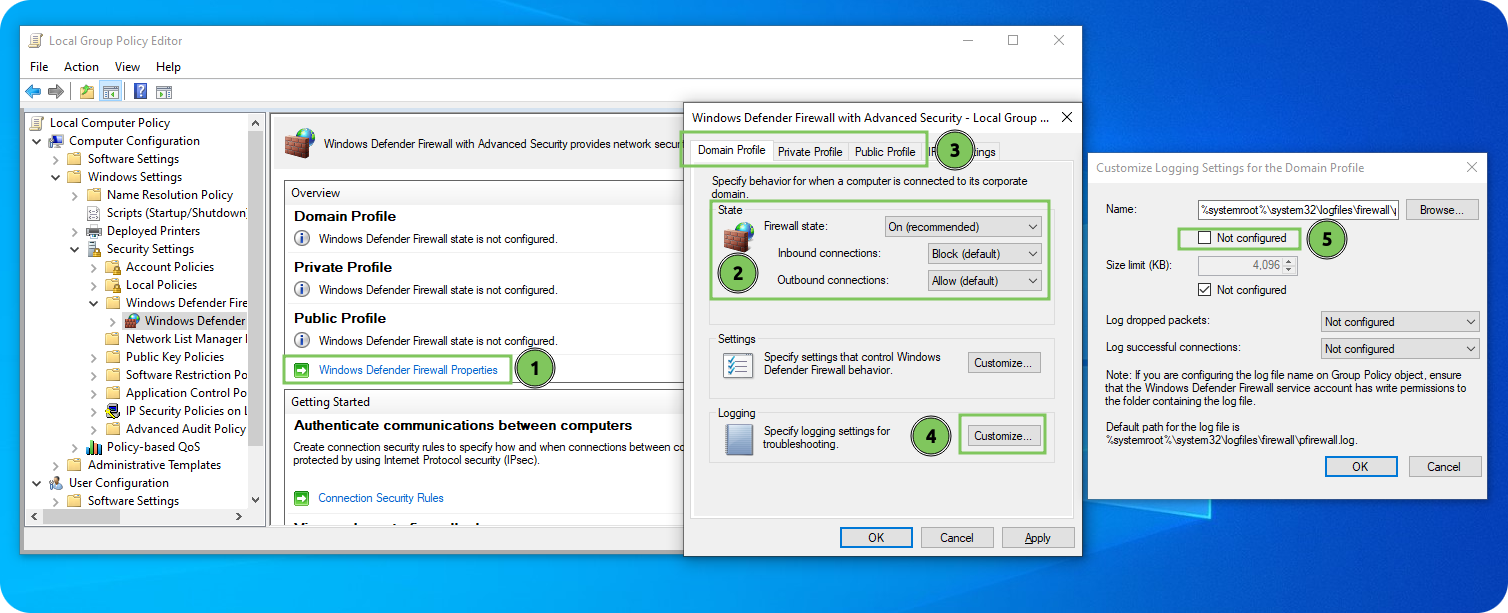 Local Group Policy Editor
File Action View Help
Local Computer Policy
Computer Configuration
Software Settings
Windows Settings
Name Resolution Policy
Scripts (Startup/Shutdown)
Deployed Printers
Security Settings
Account Policies
Local Policies
Windows Defender Fire
Windows Defender
Network List Manager
Public Key Policies
Software Restriction Po
Application Control Po
IP Security Policies on L
Advanced Audit Policy
Policy-based QoS
Administrative Templates
User Configuration
Software Settings
Windows Defender Firewall with Advanced Security provides network secur
Overview
Domain Profile
Windows Defender Firewall state is not configured.
Private Profile
Windows Defender Firewall state is not configured.
Public Profile
Windows Defender Firewall state is not configured.
Windows Defender Firewall Properties
1
Getting Started
Authenticate communications between computers
Create connection security rules to specify how and when connections between co
protected by using Internet Protocol security (IPsec).
Connection Security Rules
Windows Defender Firewall with Advanced Security - Local Group ...
Domain Profile Private Profile Public Profile
3
Specify behavior for when a computer is connected to its corporate
domain.
State
Firewall state: On (recommended)
Inbound connections: Block (default)
Outbound connections: Allow (default)
2
Settings
Specify settings that control Windows
Defender Firewall behavior.
Customize...
Logging
Specify logging settings for
troubleshooting.
4
Customize...
OK Cancel Apply
Customize Logging Settings for the Domain Profile
Name: %systemroot%\system32\logfiles\firewall\p Browse...
Not configured
5
Size limit (KB): 4,096
Not configured
Log dropped packets: Not configured
Log successful connections: Not configured
Note: If you are configuring the log file name on Group Policy object, ensure
that the Windows Defender Firewall service account has write permissions to
the folder containing the log file.
Default path for the log file is
%systemroot%\system32\logfiles\firewall\pfirewall.log.
OK Cancel